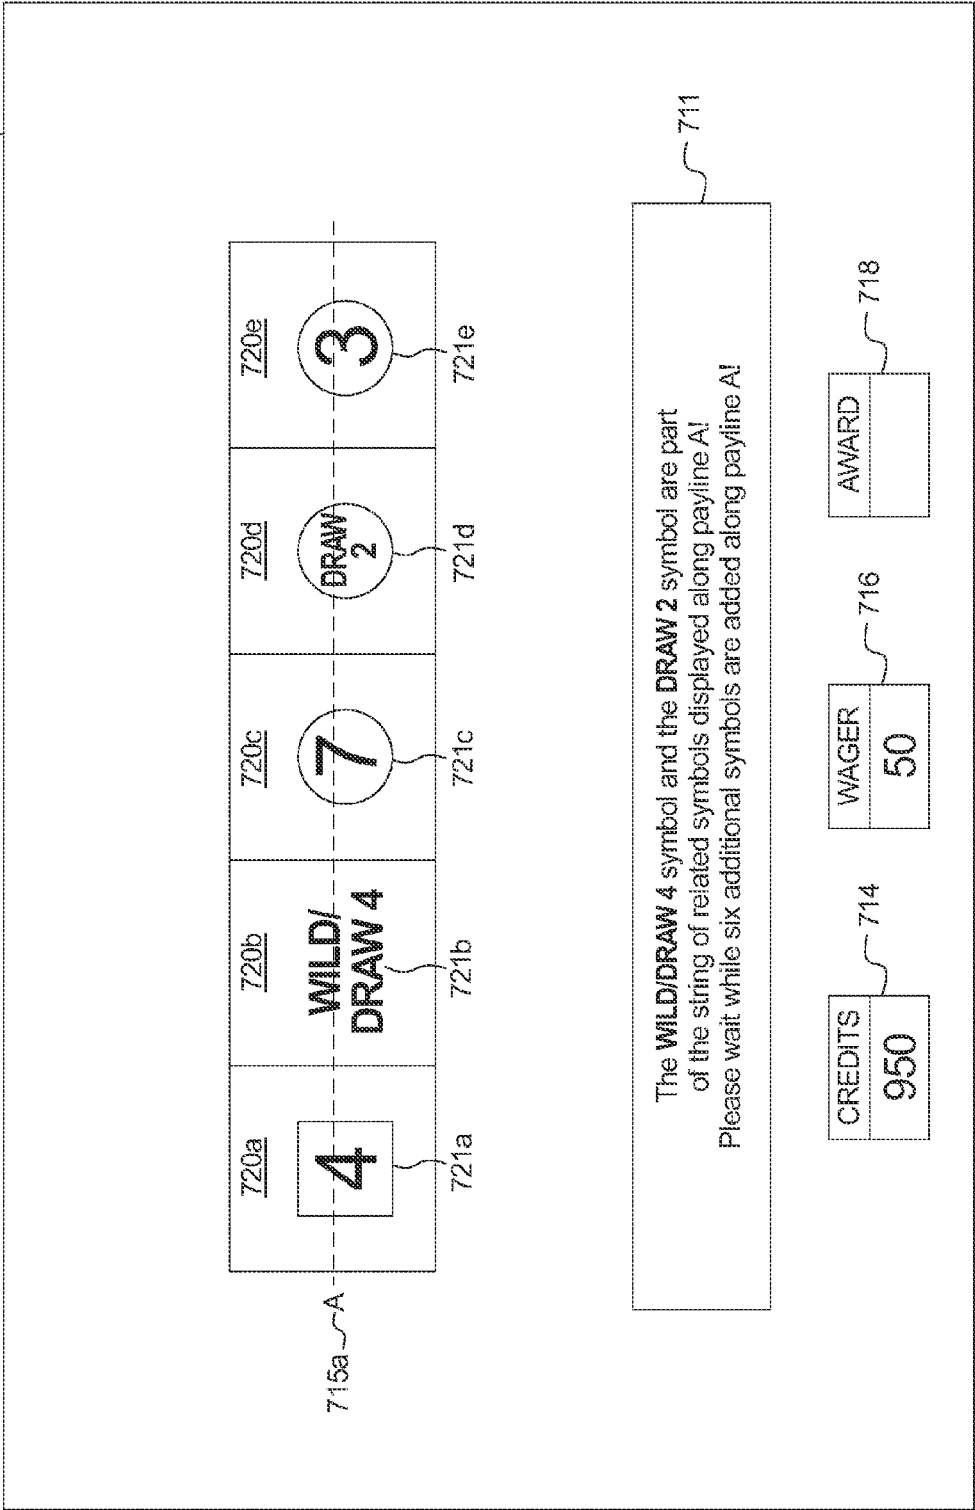 720a
720b
720c
720d
720e
715a
A
4
WILD/
DRAW 4
7
DRAW
2
3
721a
721b
721c
721d
721e
711
The WILD/DRAW 4 symbol and the DRAW 2 symbol are part
of the string of related symbols displayed along payline A!
Please wait while six additional symbols are added along payline A!
714
716
718
CREDITS
950
WAGER
50
AWARD